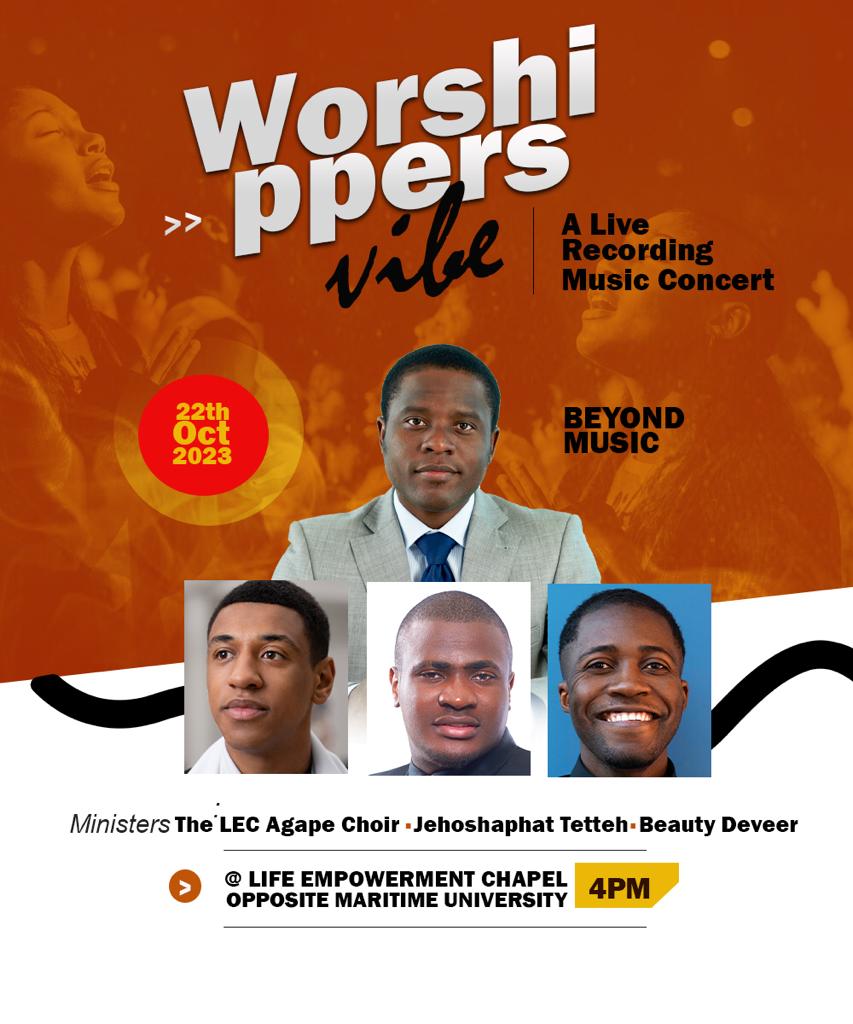 Worshi
ppers
>>
vibe
A Live
Recording
Music Concert
22th
Oct
2023
BEYOND
MUSIC
Ministers The LEC Agape Choir ▪Jehoshaphat Tetteh▪Beauty Deveer
> @ LIFE EMPOWERMENT CHAPEL
OPPOSITE MARITIME UNIVERSITY
4PM